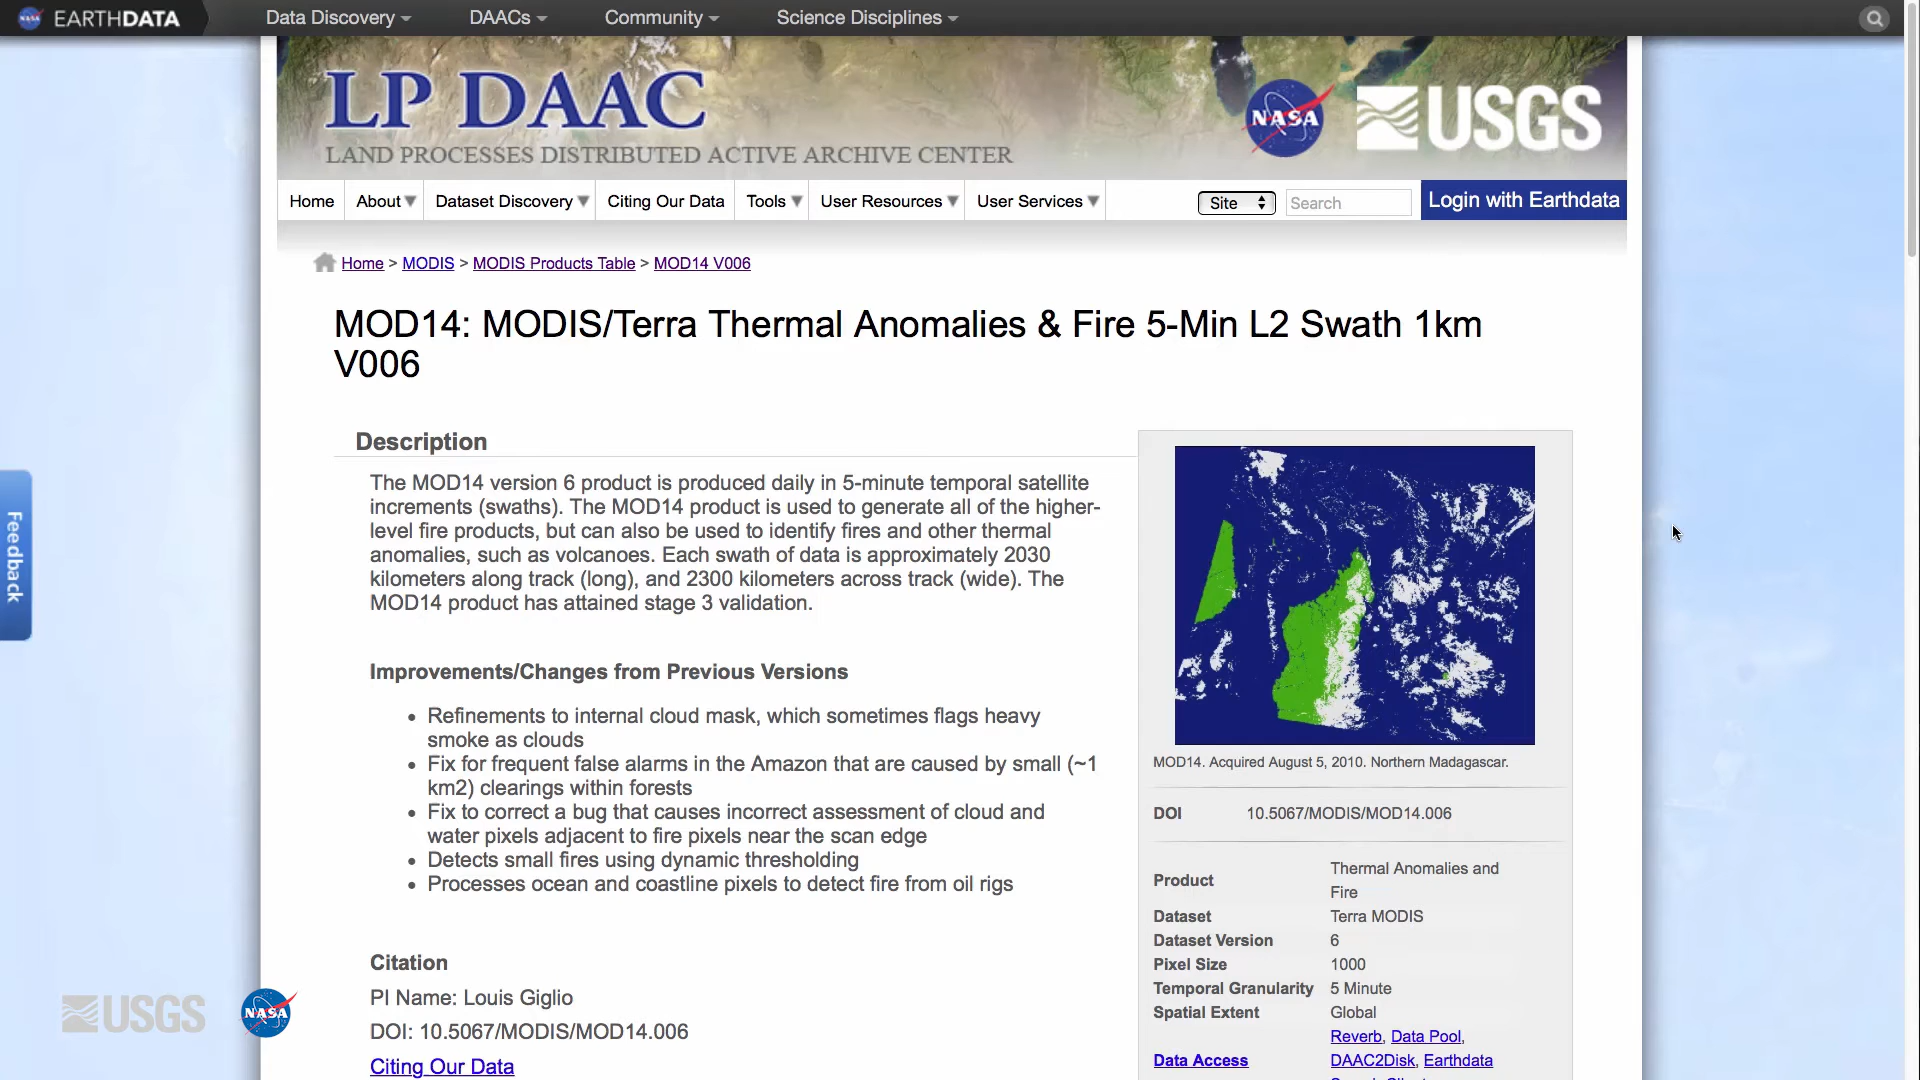 EARTHDATA
Data Discovery
DAACs
Community
Science Disciplines
LP DAAC
LAND PROCESSES DISTRIBUTED ACTIVE ARCHIVE CENTER
NASA
USGS
Home
About
Dataset Discovery
Citing Our Data
Tools
User Resources
User Services
Site
Search
Login with Earthdata
Home > MODIS > MODIS Products Table > MOD14 V006
MOD14: MODIS/Terra Thermal Anomalies & Fire 5-Min L2 Swath 1km
V006
Description
The MOD14 version 6 product is produced daily in 5-minute temporal satellite
increments (swaths). The MOD14 product is used to generate all of the higher-
level fire products, but can also be used to identify fires and other thermal
anomalies, such as volcanoes. Each swath of data is approximately 2030
kilometers along track (long), and 2300 kilometers across track (wide). The
MOD14 product has attained stage 3 validation.
Improvements/Changes from Previous Versions
• Refinements to internal cloud mask, which sometimes flags heavy
smoke as clouds
• Fix for frequent false alarms in the Amazon that are caused by small (~1
km2) clearings within forests
• Fix to correct a bug that causes incorrect assessment of cloud and
water pixels adjacent to fire pixels near the scan edge
• Detects small fires using dynamic thresholding
• Processes ocean and coastline pixels to detect fire from oil rigs
Citation
PI Name: Louis Giglio
DOI: 10.5067/MODIS/MOD14.006
Citing Our Data
MOD14. Acquired August 5, 2010. Northern Madagascar.
DOI 10.5067/MODIS/MOD14.006
Product Thermal Anomalies and
Fire
Dataset Terra MODIS
Dataset Version 6
Pixel Size 1000
Temporal Granularity 5 Minute
Spatial Extent Global
Reverb, Data Pool,
Data Access DAAC2Disk, Earthdata
Feedback
USGS
NASA